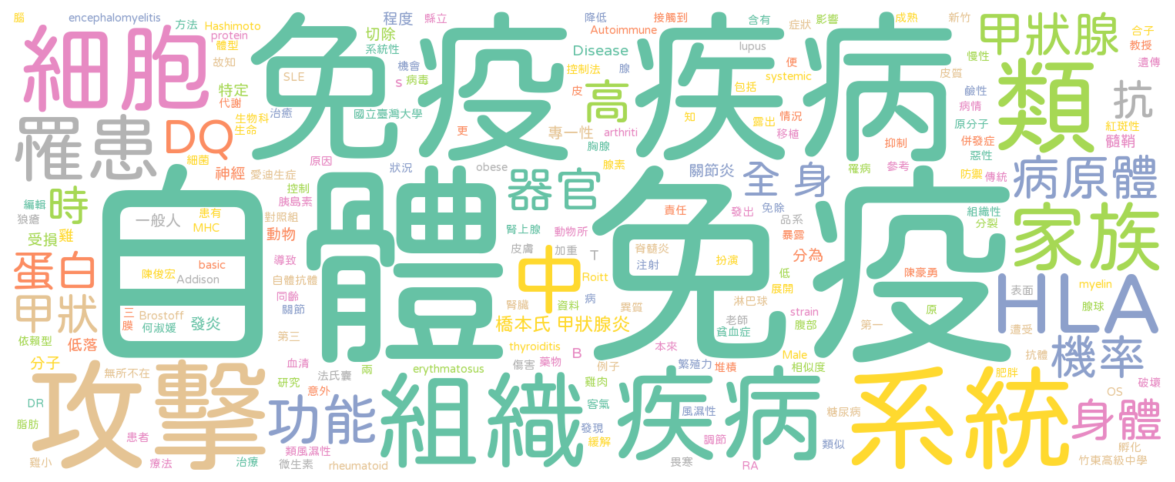 腦 encephalomyelitis 方法 Hashimoto protein 體型 故知 程度 縣立 切除 系統性 機會 s 病毒 降低 接觸到 Autoimmune Disease 控制法 腺 皮 含有 lupus 症狀 影響 便 systemic 包括 成熟 新竹 慢性 皮質 甲狀腺 合子 教授 遺傳
細胞 免疫疾病 高 類 抗
SLE 特定 代謝 治癒 國立臺灣大學 生物科 生命 更 專一性 arthriti 胸腺 知 露出 情況 移植 鹼性 病情 原分子 併發症 抑制 惡性 紅斑性 髓鞘
罹患 DQ 細菌 神經 愛迪生症 原因 狀況 obese 腺素 關節炎 全身 罹病 參考 防禦 傳統 病原體
編輯 時 狼瘡 一般人 患有 MHC 控制 胰島素 對照組 動物 器官 腎上腺 動物所 責任 發出 免除 品系 暴露 組織性 分裂 家族
受損 雞 自體免疫 導致 皮膚 加重 T 脊髓炎 注射 扮演 分為 低 展開 陳豪勇
蛋白 陳俊宏 basic Addison 自體抗體 同齡 關節 中 Roitt 腎臟 資料 病 異質 淋巴球 strain 腹部 原 HLA 表面 myelin 腺球
甲狀 三 膜 Brostoff 何淑媛 發炎 第三 橋本氏 甲狀腺炎 老師 貧血症 第一 遭受
依賴型 低落 分子 無所不在 血清 法氏囊 兩 thyroiditis 傷害 藥物 B 例子 本來 繁殖力 堆積 Male 相似度 肥胖 抗體 機率 破壞
攻擊 研究 意外 erythmatosus 組織 雞肉 客氣 風濕性 疾病 糖尿病 系統 OS
DR 脂肪 患者 功能 發現 緩解 調節 類似 身體
雞小 療法 治療 類風濕性 微生素 rheumatoid 畏寒 RA 孵化 竹東高級中學